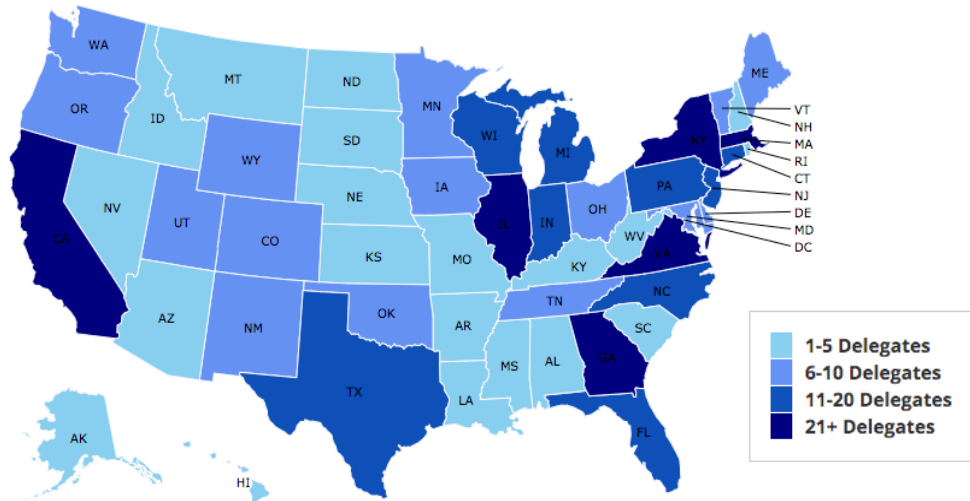 WA
MT
ND
MN
ME
OR
ID
SD
WI
MI
NY
VT
NH
MA
RI
CT
NJ
DE
MD
DC
WY
NE
IA
PA
NV
UT
CO
KS
MO
IL
IN
OH
WV
VA
KY
CA
AZ
NM
OK
AR
TN
NC
SC
MS
AL
GA
TX
LA
FL
AK
HI
1-5 Delegates
6-10 Delegates
11-20 Delegates
21+ Delegates